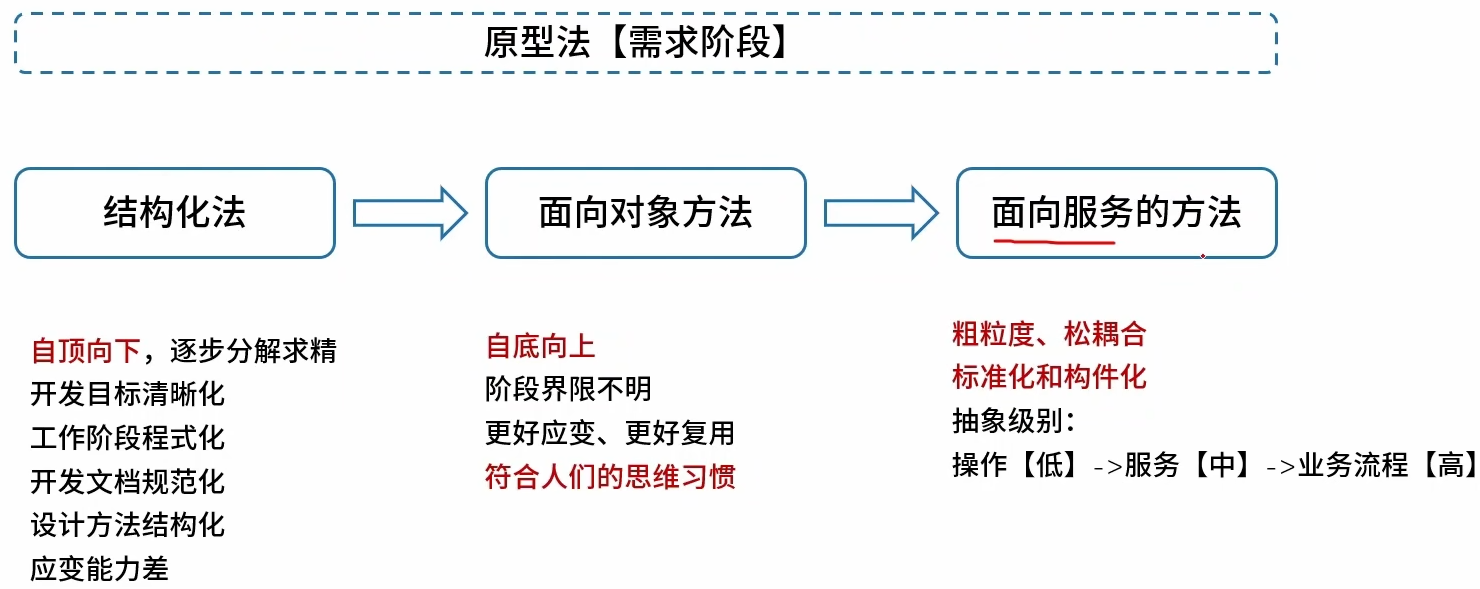 原型法【需求阶段】
结构化法
面向对象方法
面向服务的方法
自顶向下，逐步分解求精
开发目标清晰化
工作阶段程式化
开发文档规范化
设计方法结构化
应变能力差
自底向上
阶段界限不明
更好应变、更好复用
符合人们的思维习惯
粗粒度、松耦合
标准化和构件化
抽象级别：
操作【低】->服务【中】->业务流程【高】